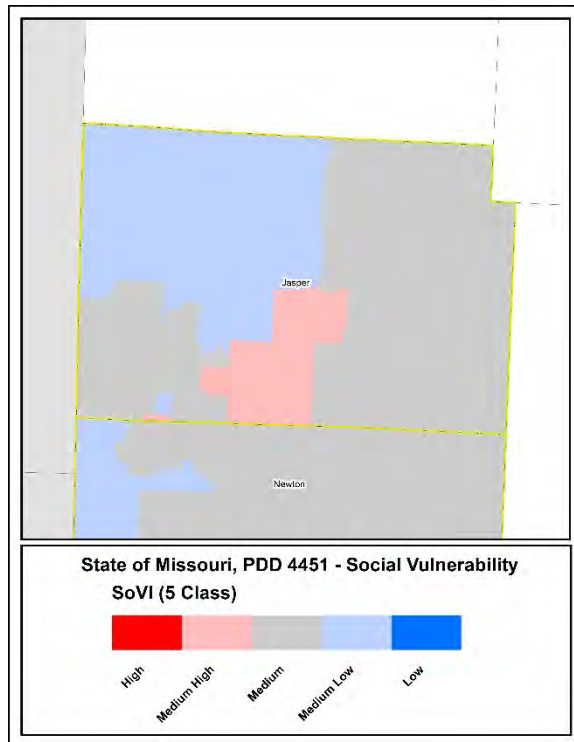 Jasper
Newton
State of Missouri, PDD 4451 - Social Vulnerability
SoVI (5 Class)
High
Medium High
Medium
Medium Low
Low